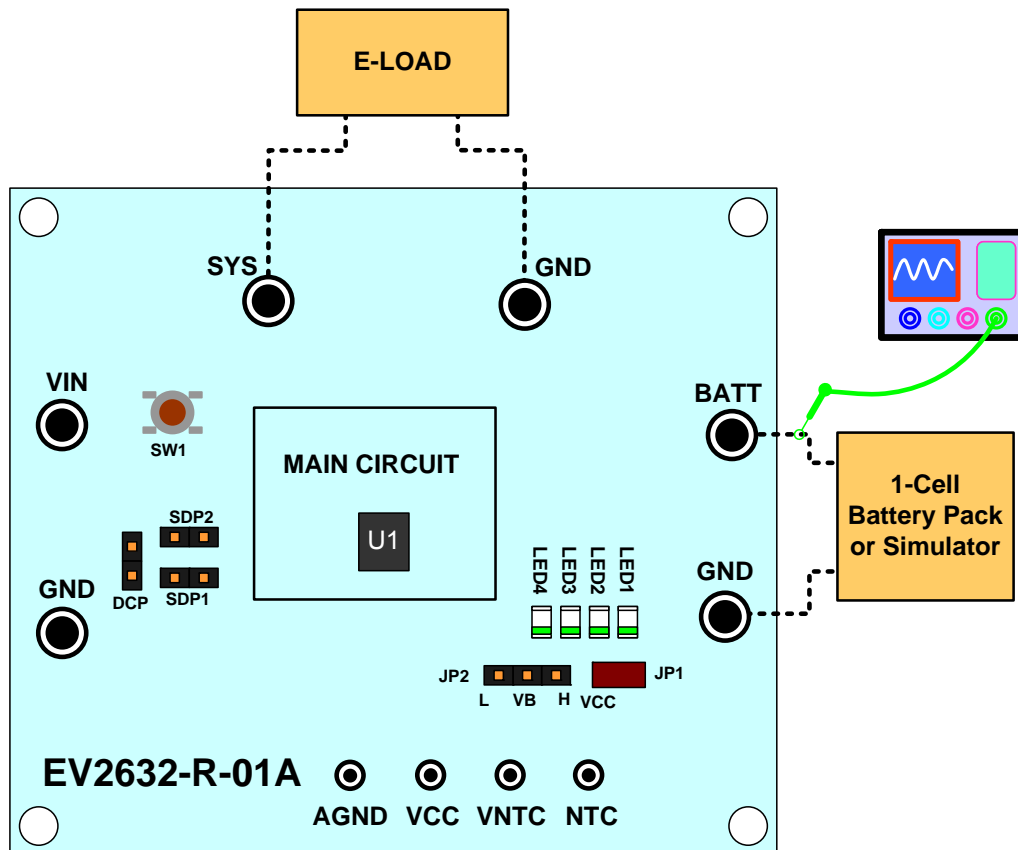 E-LOAD
SYS
GND
VIN
SW1
BATT
MAIN CIRCUIT
U1
1-Cell
Battery Pack
or Simulator
SDP2
GND
DCP
SDP1
LED4
LED3
LED2
LED1
GND
JP2
L
VB
H
VCC
JP1
EV2632-R-01A
AGND
VCC
VNTC
NTC